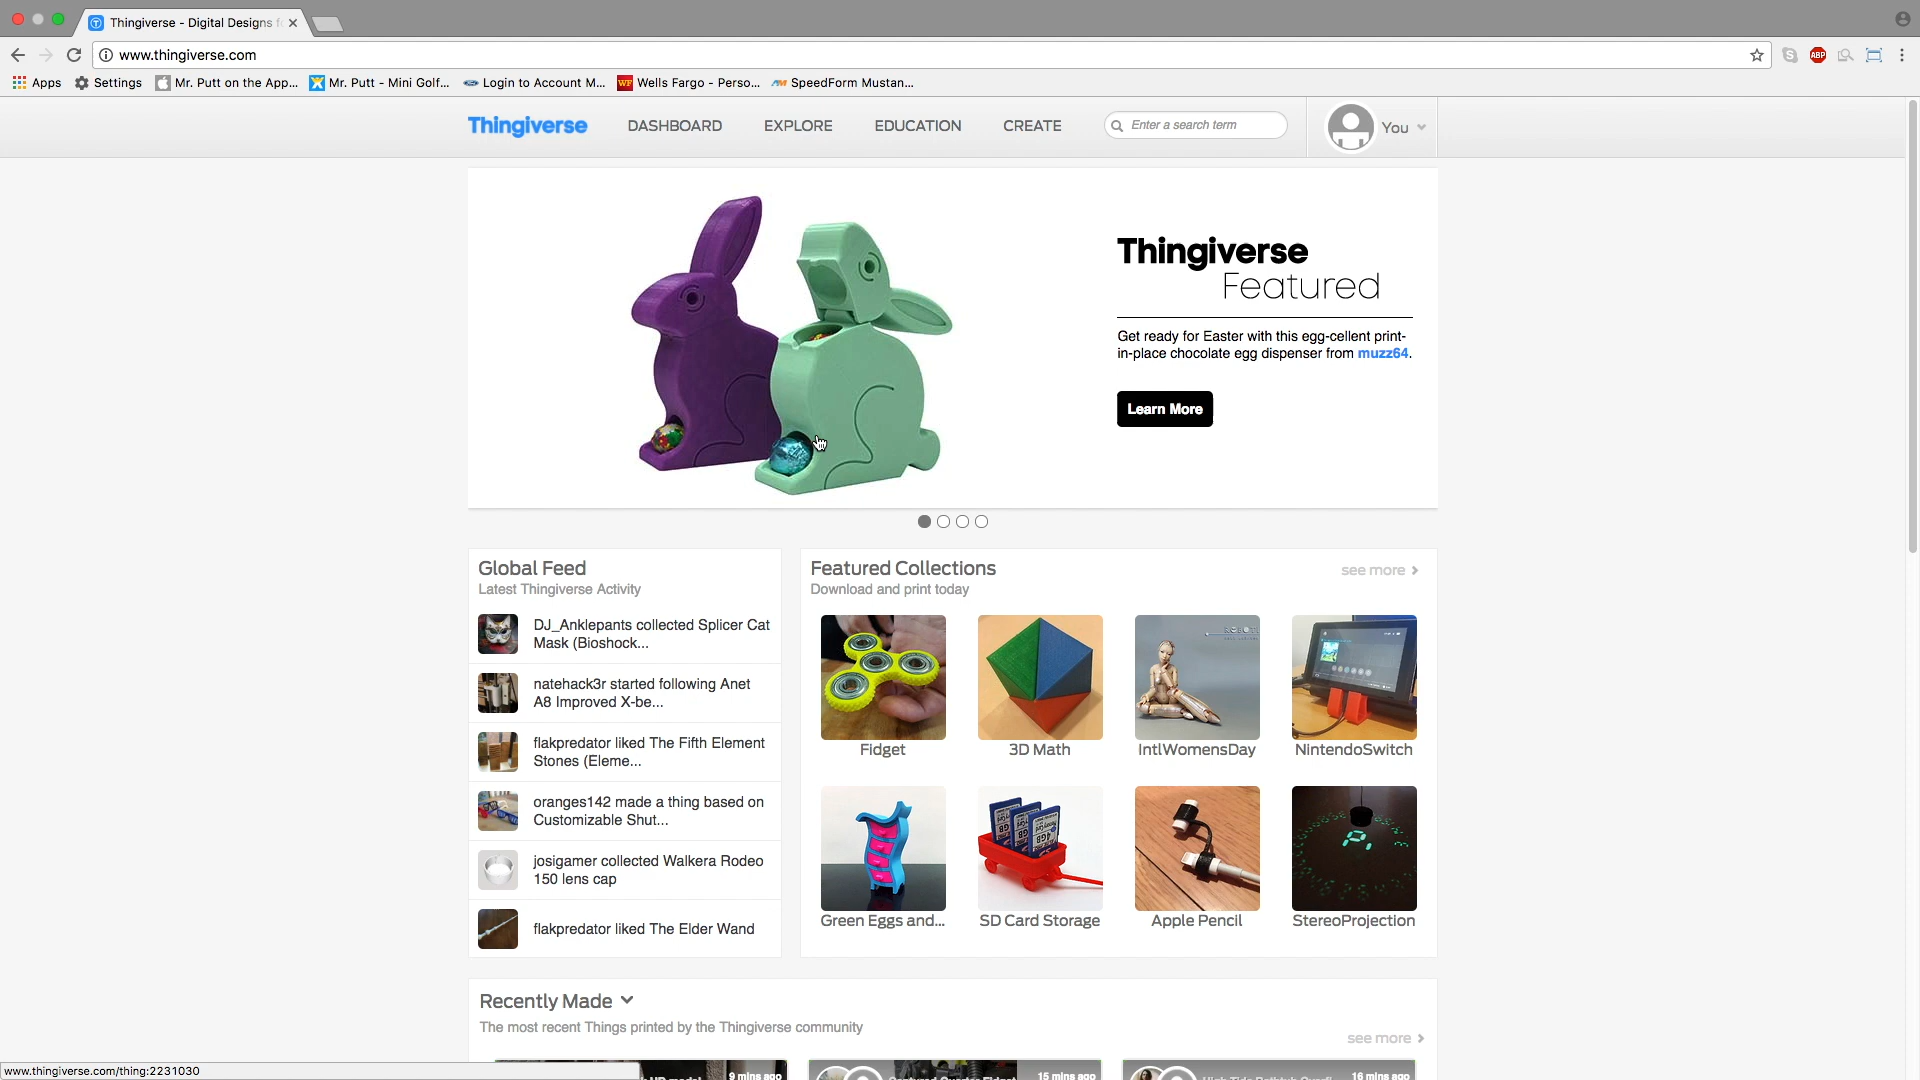 Thingiverse - Digital Designs f
www.thingiverse.com
Apps Settings Mr. Putt on the App... Mr. Putt - Mini Golf... Login to Account M... Wells Fargo - Perso... SpeedForm Mustan...
Thingiverse DASHBOARD EXPLORE EDUCATION CREATE Enter a search term You
Thingiverse
Featured
Get ready for Easter with this egg-cellent print-
in-place chocolate egg dispenser from muzz64.
Learn More
Global Feed
Latest Thingiverse Activity
DJ_Anklepants collected Splicer Cat
Mask (Bioshock...
natehack3r started following Anet
A8 Improved X-be...
flakpredator liked The Fifth Element
Stones (Eleme...
oranges142 made a thing based on
Customizable Shut...
josigamer collected Walkera Rodeo
150 lens cap
flakpredator liked The Elder Wand
Featured Collections
see more
Download and print today
Fidget 3D Math IntlWomensDay NintendoSwitch
Green Eggs and... SD Card Storage Apple Pencil StereoProjection
Recently Made
The most recent Things printed by the Thingiverse community
see more
9 mins ago 15 mins ago 16 mins ago
www.thingiverse.com/thing:2231030
ABP
WF
4GB